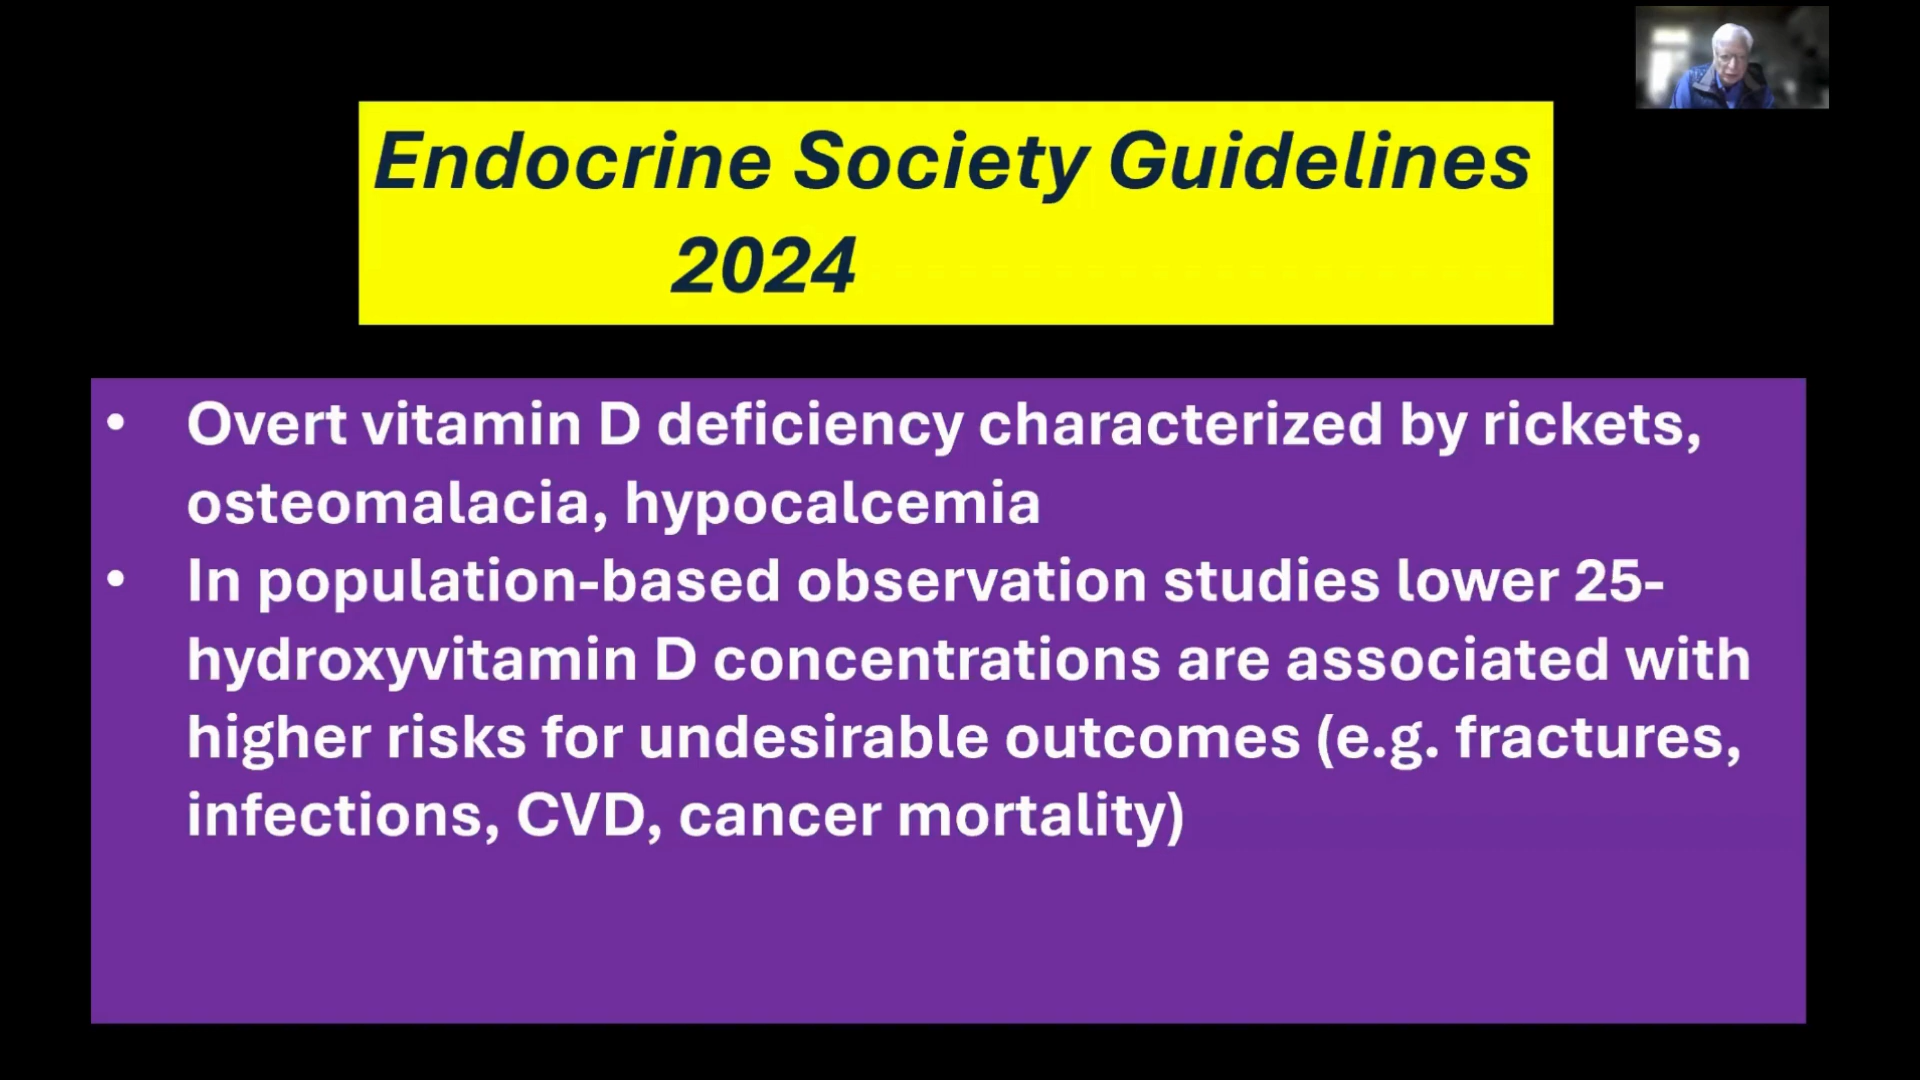 Endocrine Society Guidelines
2024
• Overt vitamin D deficiency characterized by rickets,
osteomalacia, hypocalcemia
• In population-based observation studies lower 25-
hydroxyvitamin D concentrations are associated with
higher risks for undesirable outcomes (e.g. fractures,
infections, CVD, cancer mortality)